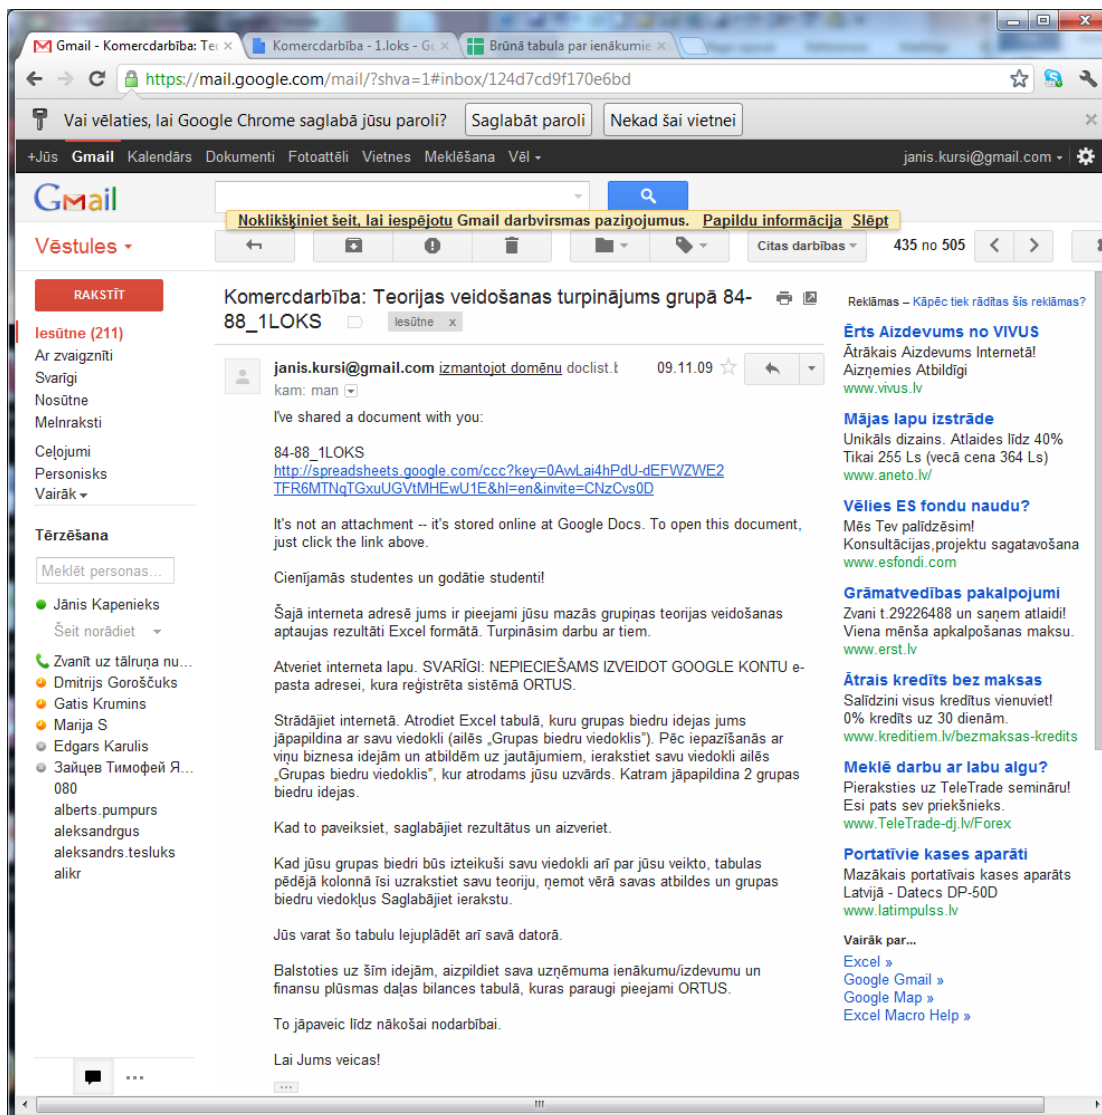 Gmail - Komercdarbība: Te
Komercdarbība - 1.loks - Go
Brūnā tabula par ienākumie
https://mail.google.com/mail/?shva=1#inbox/124d7cd9f170e6bd
Vai vēlaties, lai Google Chrome saglabā jūsu paroli? Saglabāt paroli Nekad šai vietnei
+Jūs Gmail Kalendārs Dokumenti Fotoattēli Vietnes Meklēšana Vēl janis.kursi@gmail.com
GMail
Noklikšķiniet šeit, lai iespējotu Gmail darbvirsmas paziņojumus. Papildu informācija Slēpt
Vēstules
Citas darbības 435 no 505
RAKSTĪT
Iesūtne (211)
Ar zvaigznīti
Svarīgi
Nosūtne
Melnraksti
Ceļojumi
Personisks
Vairāk
Tērzēšana
Meklēt personas...
Jānis Kapenieks
Šeit norādiet
Zvanīt uz tālruņa nu...
Dmitrijs Goroščuks
Gatis Krumins
Marija S
Edgars Karulis
Зайцев Тимофей Я...
080
alberts.pumpurs
aleksandrgus
aleksandrs.tesluks
alikr
Komercdarbība: Teorijas veidošanas turpinājums grupā 84-
88_1LOKS Iesūtne x
janis.kursi@gmail.com izmantojot domēnu doclist.b 09.11.09
kam: man
I've shared a document with you:
84-88_1LOKS
http://spreadsheets.google.com/ccc?key=0AwLai4hPdU-dEFWZWE2
TFR6MTNqTGxuUGVtMHEwU1E&hl=en&invite=CNzCvs0D
It's not an attachment -- it's stored online at Google Docs. To open this document,
just click the link above.
Cienījamās studentes un godātie studenti!
Šajā interneta adresē jums ir pieejami jūsu mazās grupiņas teorijas veidošanas
aptaujas rezultāti Excel formātā. Turpināsim darbu ar tiem.
Atveriet interneta lapu. SVARĪGI: NEPIECIEŠAMS IZVEIDOT GOOGLE KONTU e-
pasta adresei, kura reģistrēta sistēmā ORTUS.
Strādājiet internetā. Atrodiet Excel tabulā, kuru grupas biedru idejas jums
jāpapildina ar savu viedokli (ailēs „Grupas biedru viedoklis"). Pēc iepazīšanās ar
viņu biznesa idejām un atbildēm uz jautājumiem, ierakstiet savu viedokli ailēs
„Grupas biedru viedoklis", kur atrodams jūsu uzvārds. Katram jāpapildina 2 grupas
biedru idejas.
Kad to paveiksiet, saglabājiet rezultātus un aizveriet.
Kad jūsu grupas biedri būs izteikuši savu viedokli arī par jūsu veikto, tabulas
pēdējā kolonnā īsi uzrakstiet savu teoriju, ņemot vērā savas atbildes un grupas
biedru viedokļus Saglabājiet ierakstu.
Jūs varat šo tabulu lejuplādēt arī savā datorā.
Balstoties uz šīm idejām, aizpildiet sava uzņēmuma ienākumu/izdevumu un
finansu plūsmas daļas bilances tabulā, kuras paraugi pieejami ORTUS.
To jāpaveic līdz nākošai nodarbībai.
Lai Jums veicas!
Reklāmas – Kāpēc tiek rādītas šīs reklāmas?
Ērts Aizdevums no VIVUS
Ātrākais Aizdevums Internetā!
Aizņemies Atbildīgi
www.vivus.lv
Mājas lapu izstrāde
Unikāls dizains. Atlaides līdz 40%
Tikai 255 Ls (vecā cena 364 Ls)
www.aneto.lv/
Vēlies ES fondu naudu?
Mēs Tev palīdzēsim!
Konsultācijas,projektu sagatavošana
www.esfondi.com
Grāmatvedības pakalpojumi
Zvani t.29226488 un saņem atlaidi!
Viena mēnša apkalpošanas maksu.
www.erst.lv
Ātrais kredīts bez maksas
Salīdzini visus kredītus vienuviet!
0% kredīts uz 30 dienām.
www.kreditiem.lv/bezmaksas-kredits
Meklē darbu ar labu algu?
Pieraksties uz TeleTrade semināru!
Esi pats sev priekšnieks.
www.TeleTrade-dj.lv/Forex
Portatīvie kases aparāti
Mazākais portatīvais kases aparāts
Latvijā - Datecs DP-50D
www.latimpulss.lv
Vairāk par...
Excel »
Google Gmail »
Google Map »
Excel Macro Help »